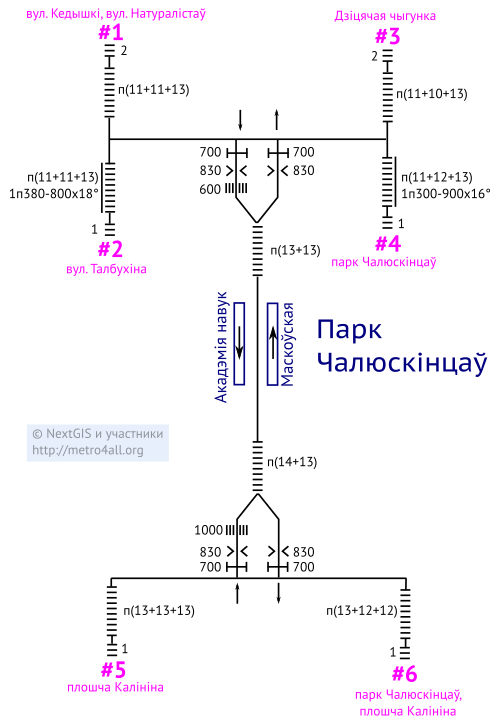 вул. Кедышкі, вул. Натуралістаў
#1
2
п(11+11+13)
Дзіцячая чыгунка
#3
2
п(11+10+13)
700
830
600
700
830
п(11+11+13)
1п380-800х18°
1
#2
вул. Талбухіна
п(11+12+13)
1п300-900х16°
1
#4
парк Чалюскінцаў
п(13+13)
Акадэмія навук
Маскоўская
Парк
Чалюскінцаў
© NextGIS и участники
http://metro4all.org
п(14+13)
1000
830
700
830
700
п(13+13+13)
1
#5
плошча Калініна
п(13+12+12)
1
#6
парк Чалюскінцаў,
плошча Калініна